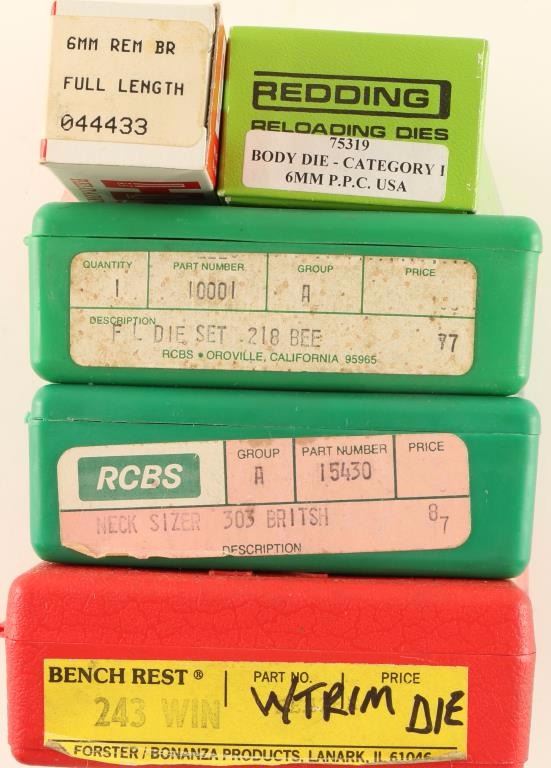 6MM REM BR
FULL LENGTH
044433
REDDING
RELOADING DIES
75319
BODY DIE - CATEGORY I
6MM P.P.C. USA
QUANTITY PART NUMBER GROUP PRICE
1 10001 A
DESCRIPTION
F L DIE SET .218 BEE 77
RCBS • OROVILLE, CALIFORNIA 95965
RCBS GROUP PART NUMBER PRICE
A 15430
NECK SIZER 303 BRITSH 87
DESCRIPTION
BENCH REST® PART NO. PRICE
243 WIN W/TRIM DIE
FORSTER / BONANZA PRODUCTS, LANARK, IL 61046